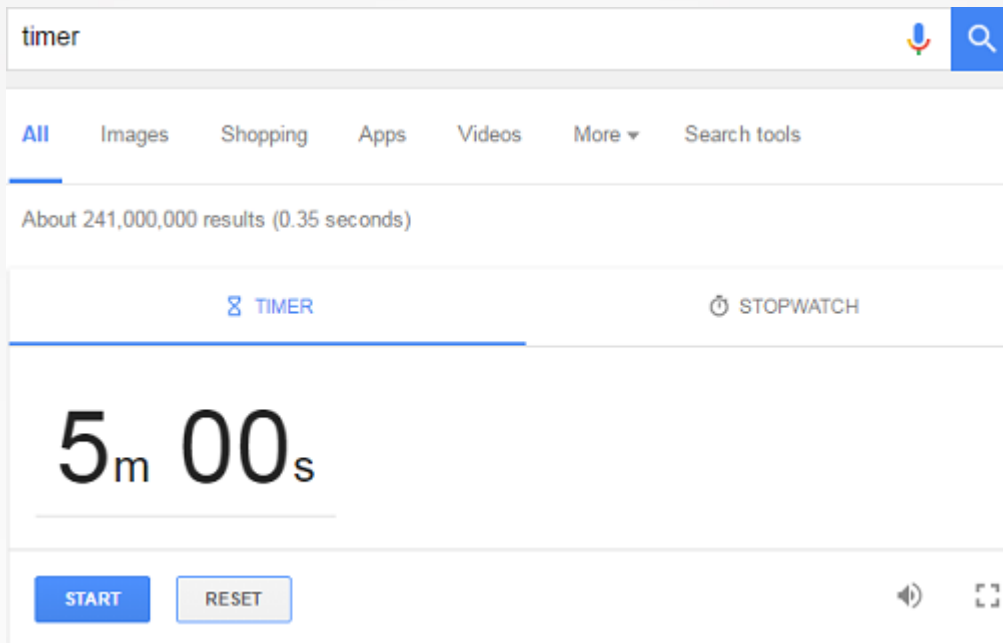 timer
All Images Shopping Apps Videos More Search tools
About 241,000,000 results (0.35 seconds)
TIMER STOPWATCH
5m 00s
START RESET